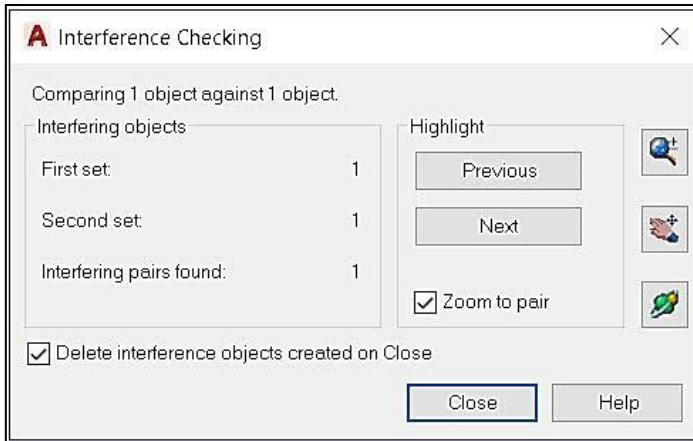 Interference Checking
Comparing 1 object against 1 object.
Interfering objects
First set: 1
Second set: 1
Interfering pairs found: 1
Highlight
Previous
Next
Zoom to pair
Delete interference objects created on Close
Close
Help